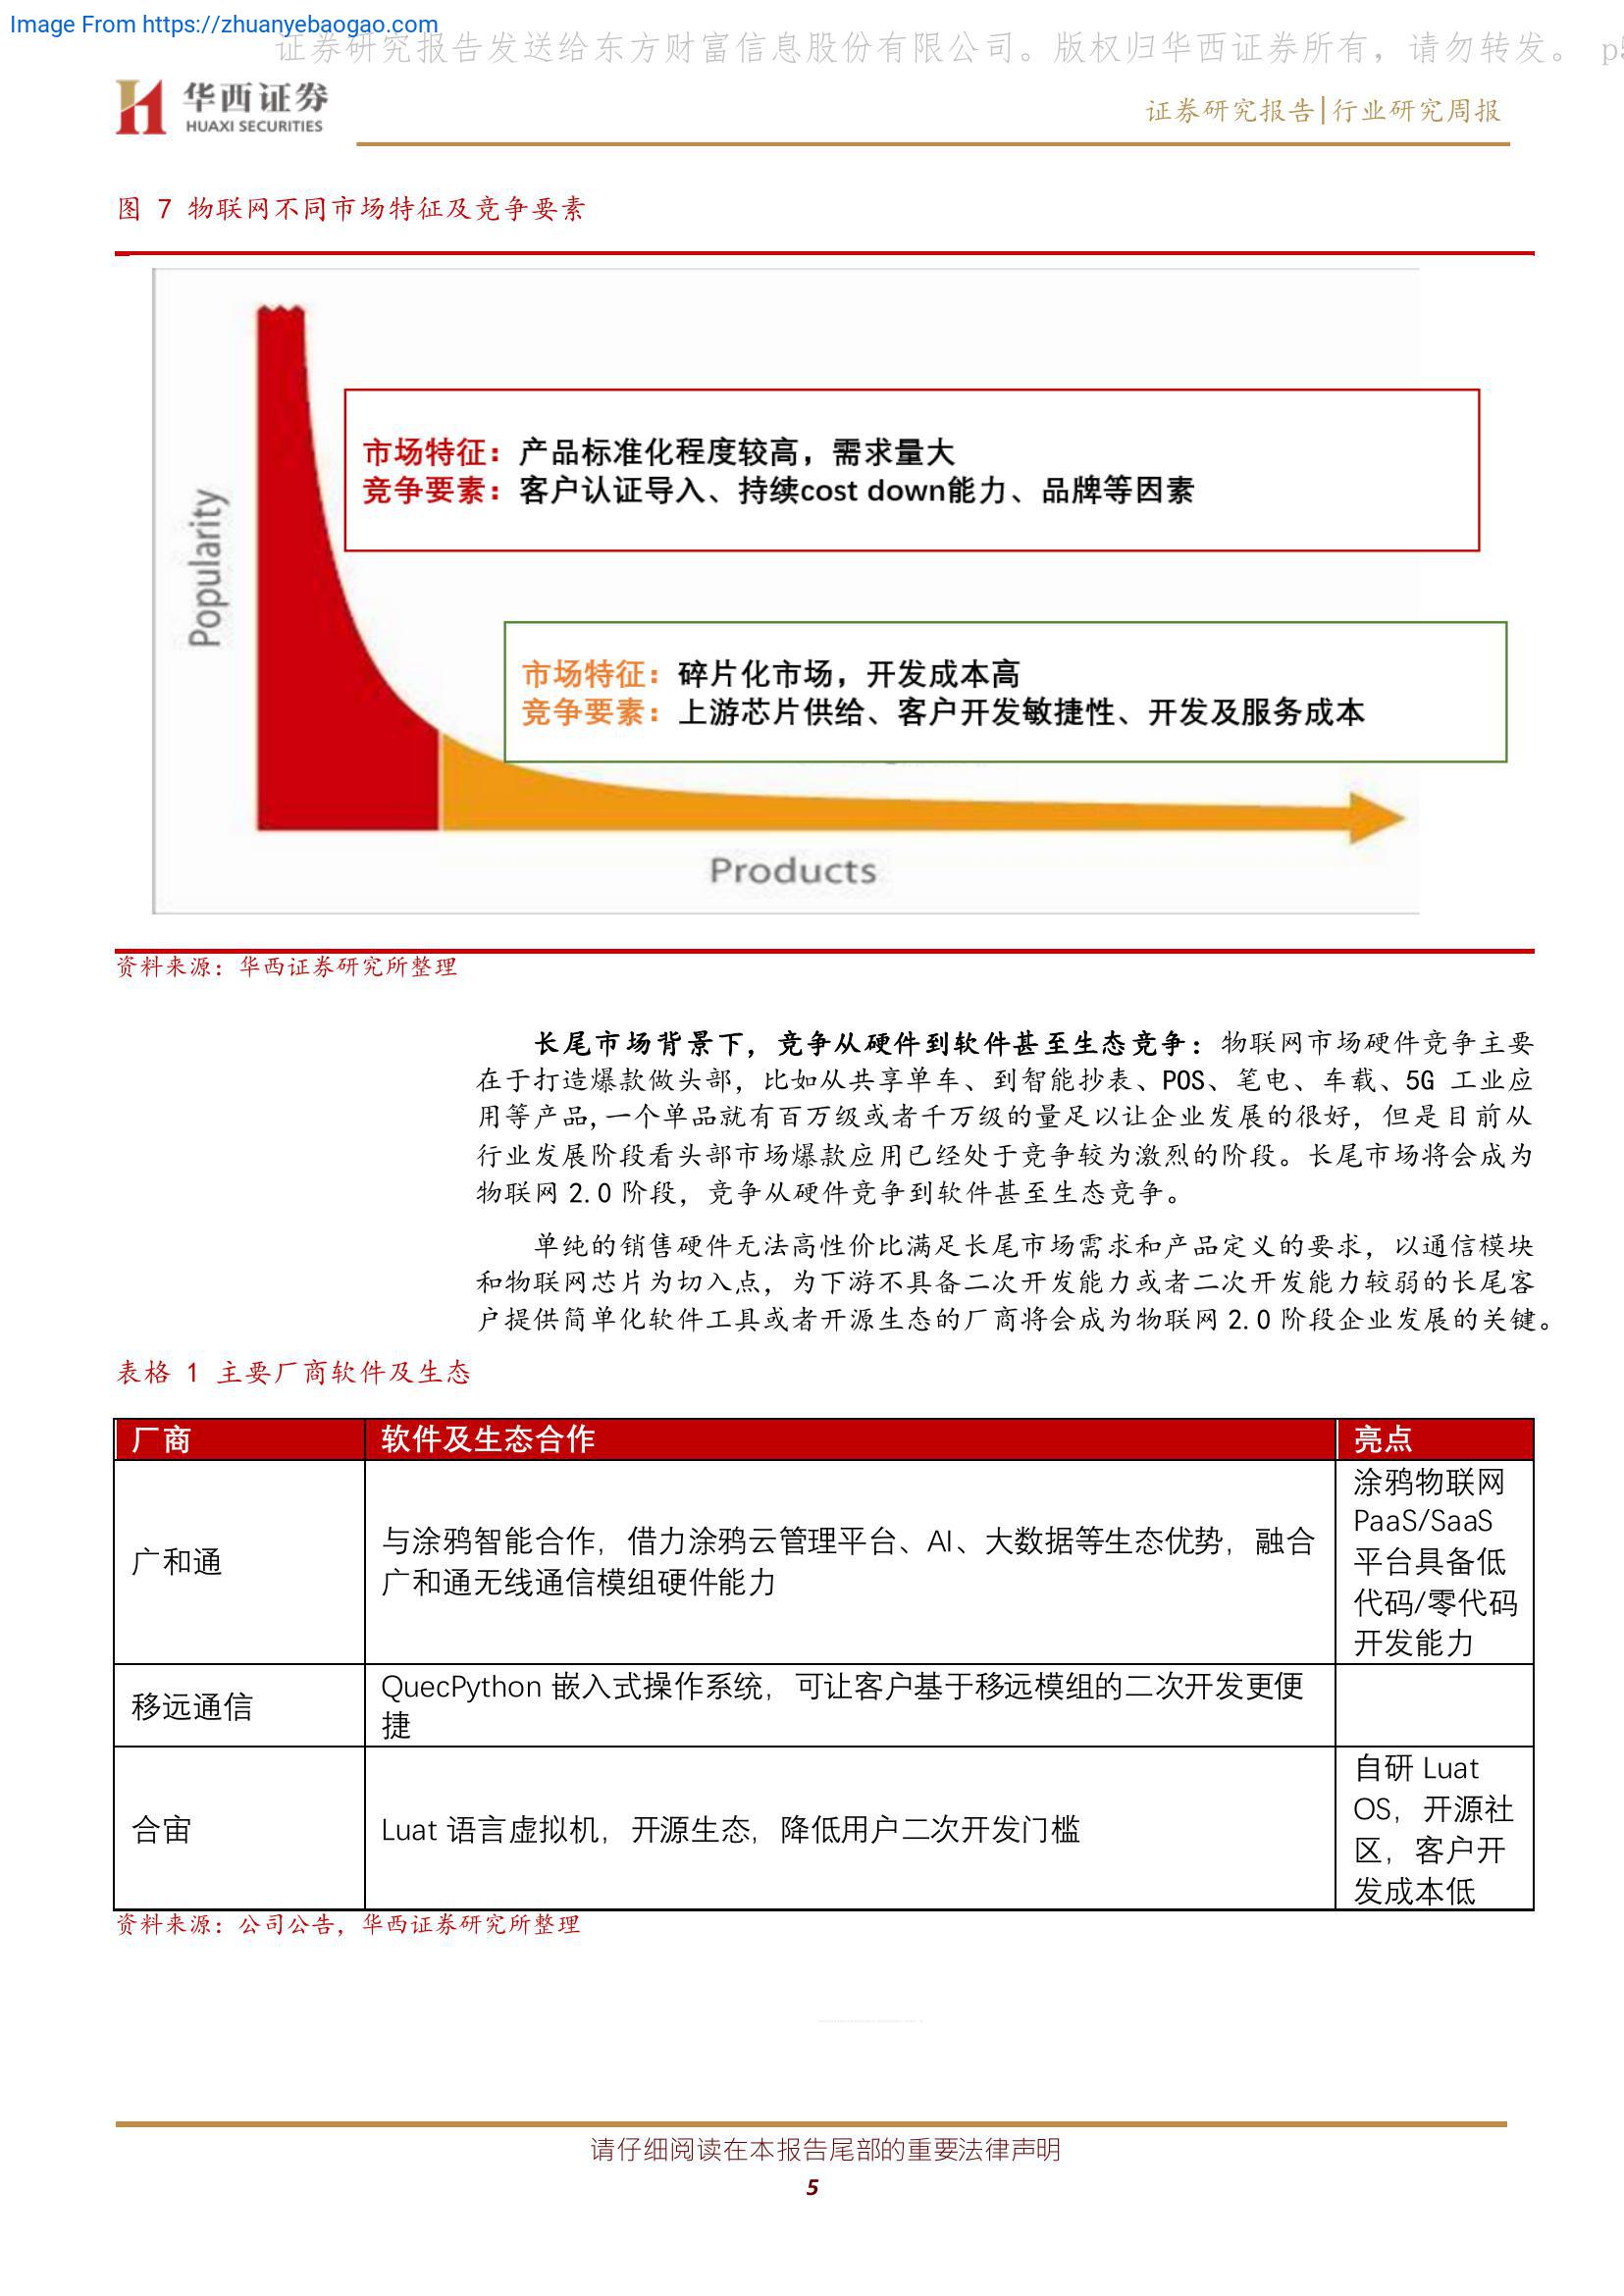 Image From https://zhuanyebaogao.com
证券研究报告发送给东方财富信息股份有限公司。版权归华西证券所有，请勿转发。 p5
华西证券
HUAXI SECURITIES
证券研究报告|行业研究周报
图 7 物联网不同市场特征及竞争要素
市场特征：产品标准化程度较高，需求量大
竞争要素：客户认证导入、持续cost down能力、品牌等因素
Popularity
市场特征：碎片化市场，开发成本高
竞争要素：上游芯片供给、客户开发敏捷性、开发及服务成本
Products
资料来源：华西证券研究所整理
长尾市场背景下，竞争从硬件到软件甚至生态竞争：物联网市场硬件竞争主要
在于打造爆款做头部，比如从共享单车、到智能抄表、POS、笔电、车载、5G 工业应
用等产品,一个单品就有百万级或者千万级的量足以让企业发展的很好，但是目前从
行业发展阶段看头部市场爆款应用已经处于竞争较为激烈的阶段。长尾市场将会成为
物联网 2.0 阶段，竞争从硬件竞争到软件甚至生态竞争。
单纯的销售硬件无法高性价比满足长尾市场需求和产品定义的要求，以通信模块
和物联网芯片为切入点，为下游不具备二次开发能力或者二次开发能力较弱的长尾客
户提供简单化软件工具或者开源生态的厂商将会成为物联网 2.0 阶段企业发展的关键。
表格 1 主要厂商软件及生态
厂商 软件及生态合作 亮点
广和通
与涂鸦智能合作，借力涂鸦云管理平台、AI、大数据等生态优势，融合
广和通无线通信模组硬件能力
涂鸦物联网
PaaS/SaaS
平台具备低
代码/零代码
开发能力
移远通信
QuecPython 嵌入式操作系统，可让客户基于移远模组的二次开发更便
捷
合宙
Luat 语言虚拟机，开源生态，降低用户二次开发门槛
自研 Luat
OS，开源社
区，客户开
发成本低
资料来源：公司公告，华西证券研究所整理
请仔细阅读在本报告尾部的重要法律声明
5